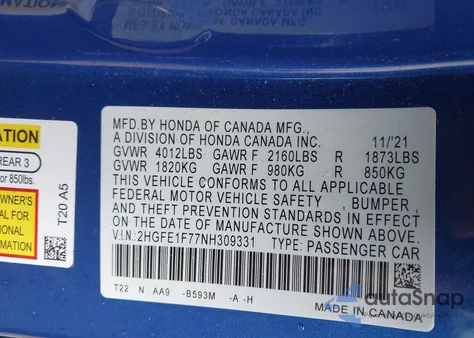 MFD.BY HONDA OF CANADA MFG.,
A DIVISION OF HONDA CANADA INC. 11/'21
GVWR 4012LBS GAWR F 2160LBS R 1873LBS
GVWR 1820KG GAWR F 980KG R 850KG
THIS VEHICLE CONFORMS TO ALL APPLICABLE
FEDERAL MOTOR VEHICLE SAFETY , BUMPER ,
AND THEFT PREVENTION STANDARDS IN EFFECT
ON THE DATE OF MANUFACTURE SHOWN ABOVE.
V.I.N:2HGFE1F77NH309331 TYPE: PASSENGER CAR
T22 N AA9 -B593M -A -H
MADE IN CANADA
ATION
REAR 3
or 850lbs.
OWNER'S
AL FOR
IONAL
MATION
T20 A5
autoSnap